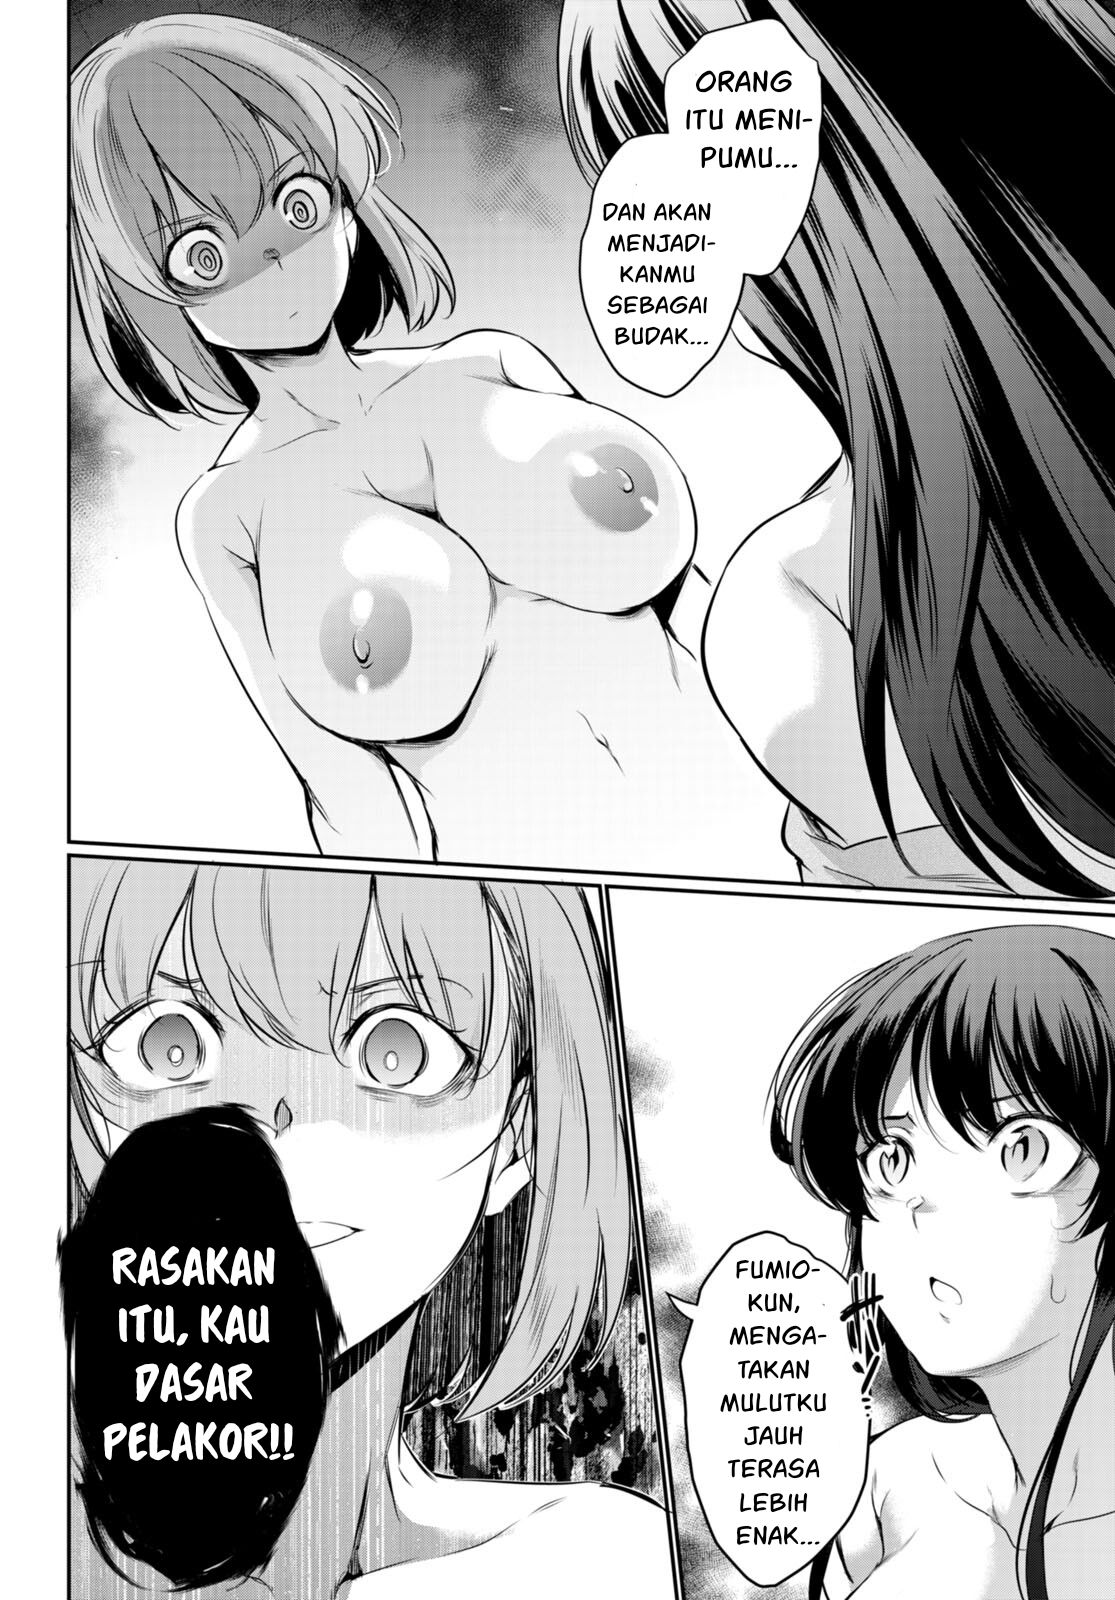 ORANG
ITU MENI-
PUMU...
DAN AKAN
MENJADI-
KANMU
SEBAGAI
BUDAK...
FUMIO-
KUN,
MENGA-
TAKAN
MULUTKU
JAUH
TERASA
LEBIH
ENAK...
RASAKAN
ITU, KAU
DASAR
PELAKOR!!